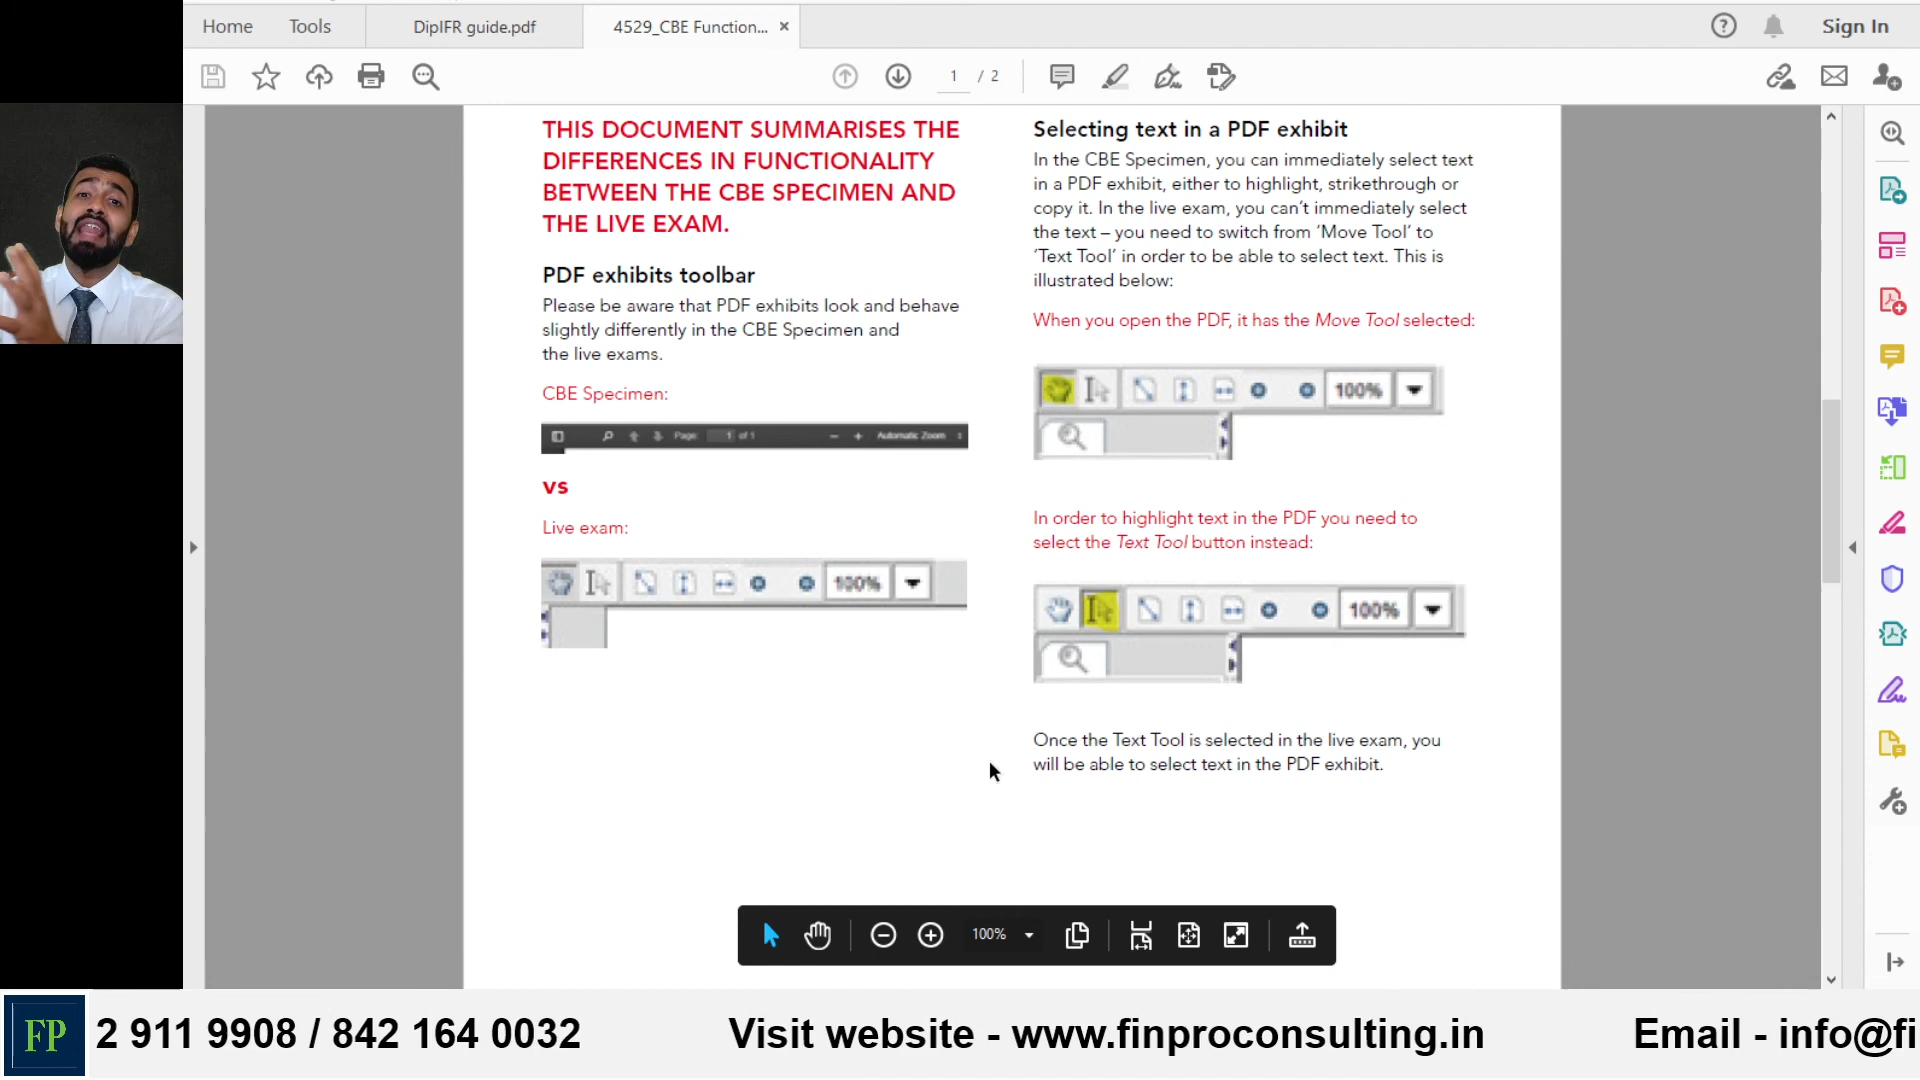 Home
Tools
DipIFR guide.pdf
4529_CBE Function...
Sign In
1 / 2
THIS DOCUMENT SUMMARISES THE
DIFFERENCES IN FUNCTIONALITY
BETWEEN THE CBE SPECIMEN AND
THE LIVE EXAM.
PDF exhibits toolbar
Please be aware that PDF exhibits look and behave
slightly differently in the CBE Specimen and
the live exams.
CBE Specimen:
Page: 1 of 1 Automatic Zoom
vs
Live exam:
100%
Selecting text in a PDF exhibit
In the CBE Specimen, you can immediately select text
in a PDF exhibit, either to highlight, strikethrough or
copy it. In the live exam, you can’t immediately select
the text – you need to switch from ‘Move Tool’ to
‘Text Tool’ in order to be able to select text. This is
illustrated below:
When you open the PDF, it has the Move Tool selected:
100%
In order to highlight text in the PDF you need to
select the Text Tool button instead:
100%
Once the Text Tool is selected in the live exam, you
will be able to select text in the PDF exhibit.
100%
FP 2 911 9908 / 842 164 0032 Visit website - www.finproconsulting.in Email - info@fi